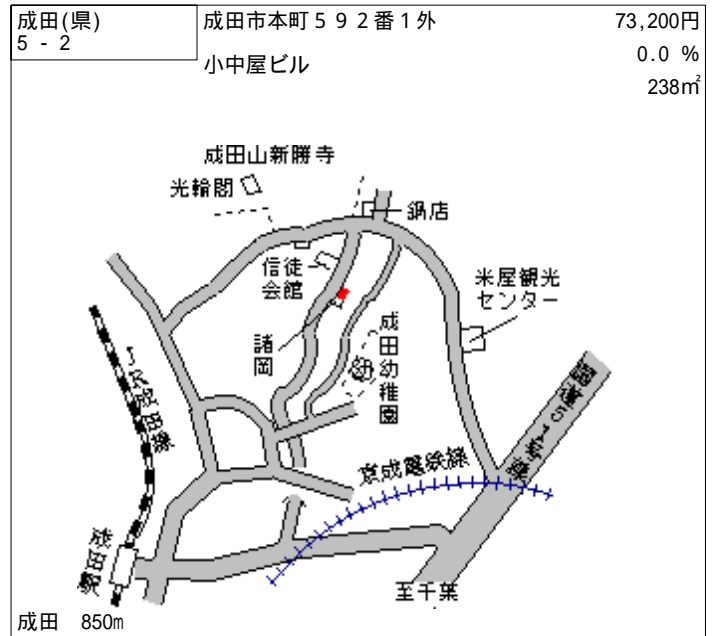 成田(県)
5 - 2
成田市本町５９２番１外
小中屋ビル
73,200円
0.0 %
238㎡
成田山新勝寺
光輪閣
鍋店
信徒
会館
米屋観光
センター
諸岡
成田幼稚園
幼
ＪＲ成田線
国道５１号線
京成電鉄線
成田駅
至千葉
成田 850m